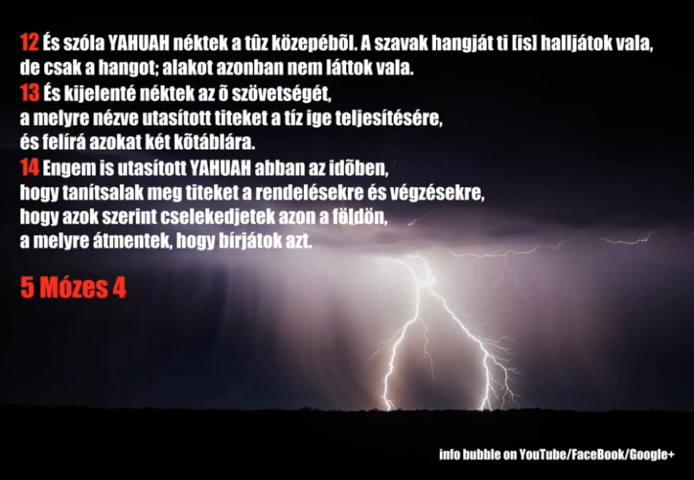 12 És szóla YAHUAH néktek a tûz közepébõl. A szavak hangját ti [is] halljátok vala,
de csak a hangot; alakot azonban nem láttok vala.
13 És kijelenté néktek az õ szövetségét,
a melyre nézve utasított titeket a tíz ige teljesítésére,
és felírá azokat két kõtáblára.
14 Engem is utasított YAHUAH abban az idõben,
hogy tanítsalak meg titeket a rendelésekre és végzésekre,
hogy azok szerint cselekedjetek azon a földön,
a melyre átmentek, hogy bírjátok azt.
5 Mózes 4
info bubble on YouTube/FaceBook/Google+